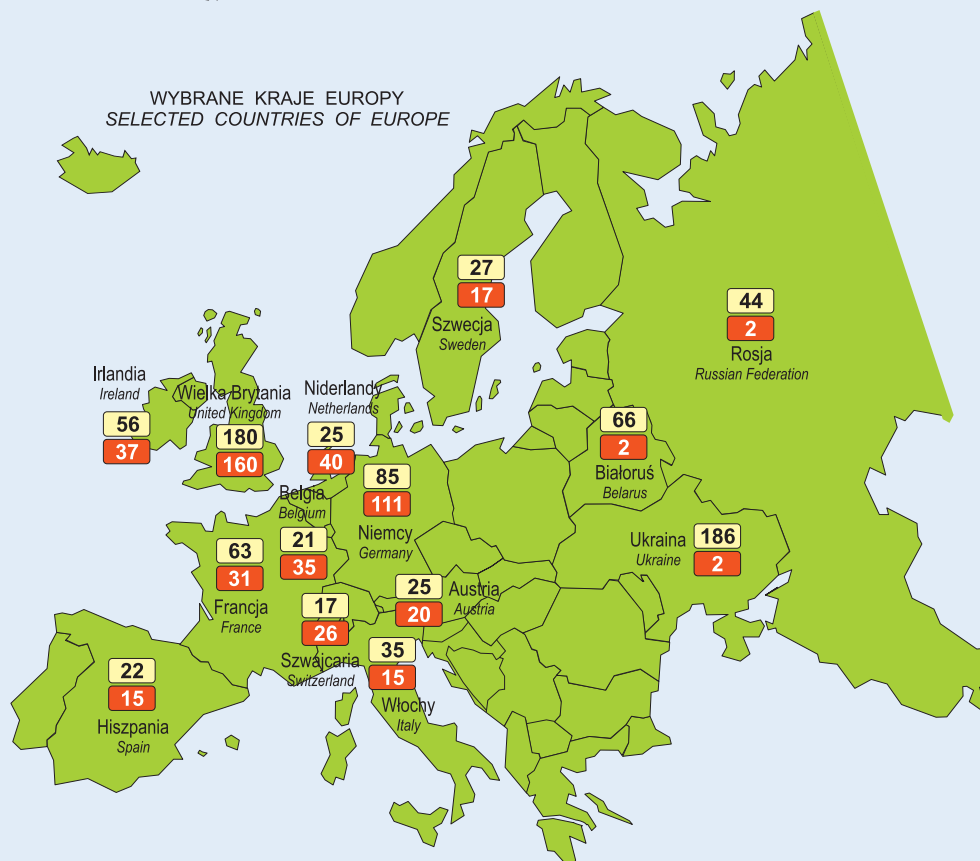 WYBRANE KRAJE EUROPY
SELECTED COUNTRIES OF EUROPE
27
17
Szwecja
Sweden
44
2
Rosja
Russian Federation
Irlandia
Ireland
56
37
Wielka Brytania
United Kingdom
180
160
Niderlandy
Netherlands
25
40
66
2
Białoruś
Belarus
85
111
Niemcy
Germany
Belgia
Belgium
21
35
Ukraina
Ukraine
186
2
63
31
Francja
France
25
20
Austria
Austria
17
26
Szwajcaria
Switzerland
35
15
Włochy
Italy
22
15
Hiszpania
Spain